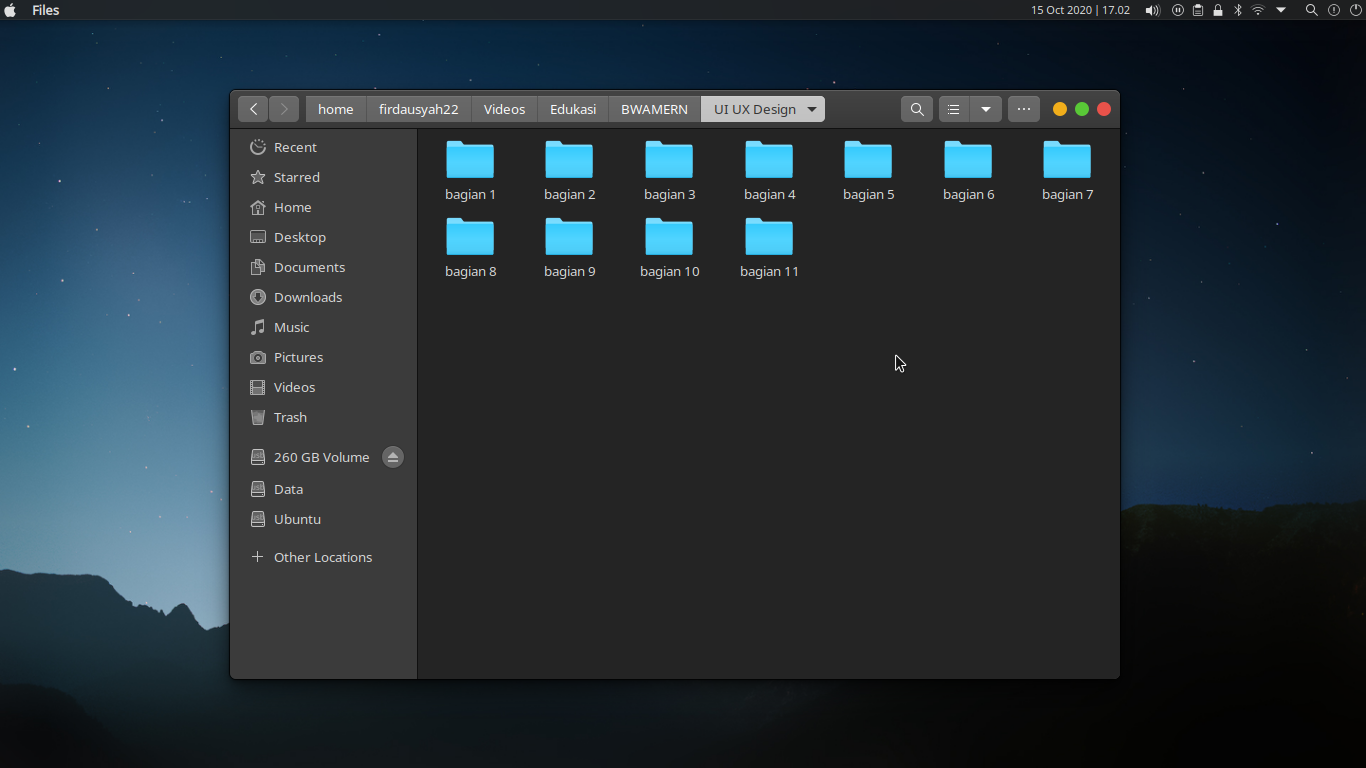 Files
15 Oct 2020 | 17.02
home firdausyah22 Videos Edukasi BWAMERN UI UX Design
Recent
Starred
Home
Desktop
Documents
Downloads
Music
Pictures
Videos
Trash
260 GB Volume
Data
Ubuntu
Other Locations
bagian 1 bagian 2 bagian 3 bagian 4 bagian 5 bagian 6 bagian 7
bagian 8 bagian 9 bagian 10 bagian 11